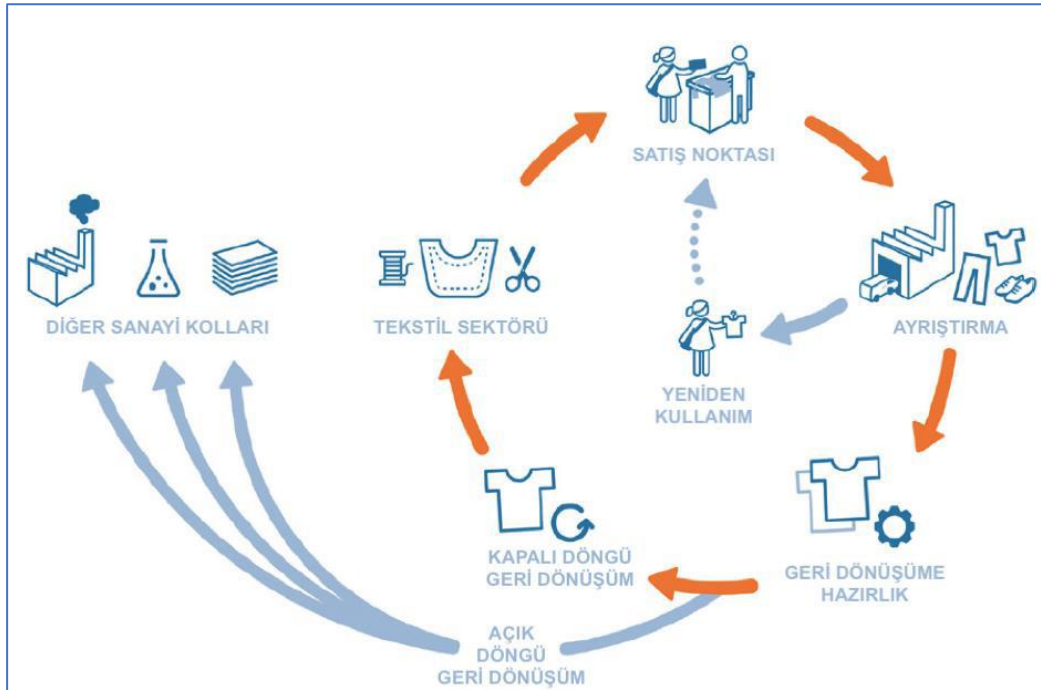 SATIŞ NOKTASI
DİĞER SANAYİ KOLLARI
TEKSTİL SEKTÖRÜ
AYRIŞTIRMA
YENİDEN
KULLANIM
KAPALI DÖNGÜ
GERİ DÖNÜŞÜM
GERİ DÖNÜŞÜME
HAZIRLIK
AÇIK
DÖNGÜ
GERİ DÖNÜŞÜM